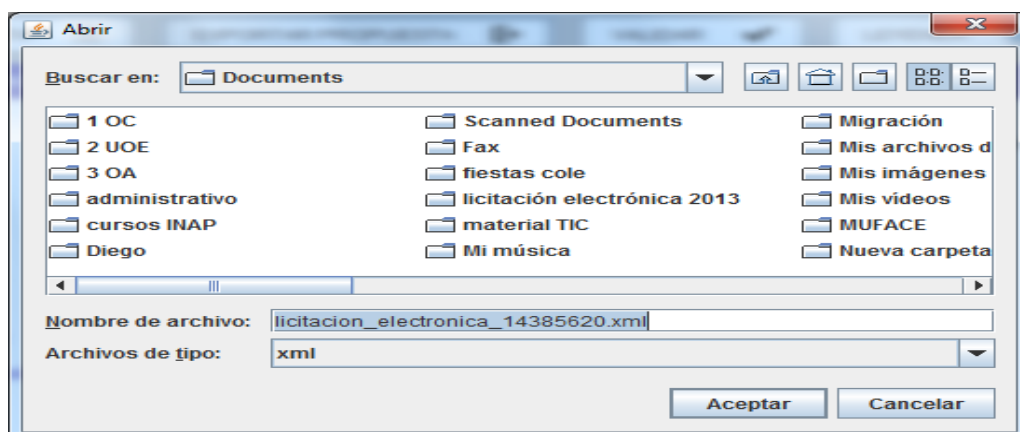 Abrir
Buscar en: Documents
1 OC Scanned Documents Migración
2 UOE Fax Mis archivos d
3 OA fiestas cole Mis imágenes
administrativo licitación electrónica 2013 Mis vídeos
cursos INAP material TIC MUFACE
Diego Mi música Nueva carpeta
Nombre de archivo: licitacion_electronica_14385620.xml
Archivos de tipo: xml
Aceptar Cancelar